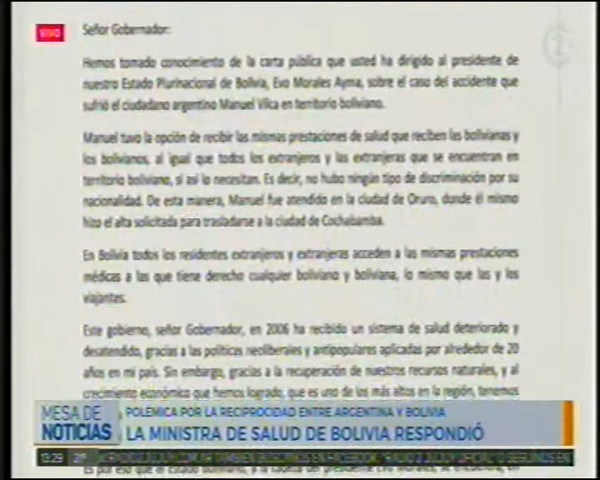 VIVO
Señor Gobernador:
2
Hemos tomado conocimiento de la carta pública que usted ha dirigido al presidente de
nuestro Estado Plurinacional de Bolivia, Evo Morales Ayma, sobre el caso del accidente que
sufrió el ciudadano argentino Manuel Vilca en territorio boliviano.
Manuel tuvo la opción de recibir las mismas prestaciones de salud que reciben las bolivianas y
los bolivianos, al igual que todos los extranjeros y las extranjeras que se encuentran en
territorio boliviano, si así lo necesitan. Es decir, no hubo ningún tipo de discriminación por su
nacionalidad. De esta manera, Manuel fue atendido en la ciudad de Oruro, donde él mismo
hizo el alta solicitada para trasladarse a la ciudad de Cochabamba.
En Bolivia todos los residentes extranjeros y extranjeras acceden a las mismas prestaciones
médicas a las que tiene derecho cualquier boliviano y boliviana, lo mismo que las y los
viajantes.
Este gobierno, señor Gobernador, en 2006 ha recibido un sistema de salud deteriorado y
desatendido, gracias a las políticas neoliberales y antipopulares aplicadas por alrededor de 20
años en mi país. Sin embargo, gracias a la recuperación de nuestros recursos naturales, y al
crecimiento económico que hemos logrado, que es uno de los más altos en la región, tenemos
MESA DE
NOTICIAS
POLÉMICA POR LA RECIPROCIDAD ENTRE ARGENTINA Y BOLIVIA
LA MINISTRA DE SALUD DE BOLIVIA RESPONDIÓ
13:29